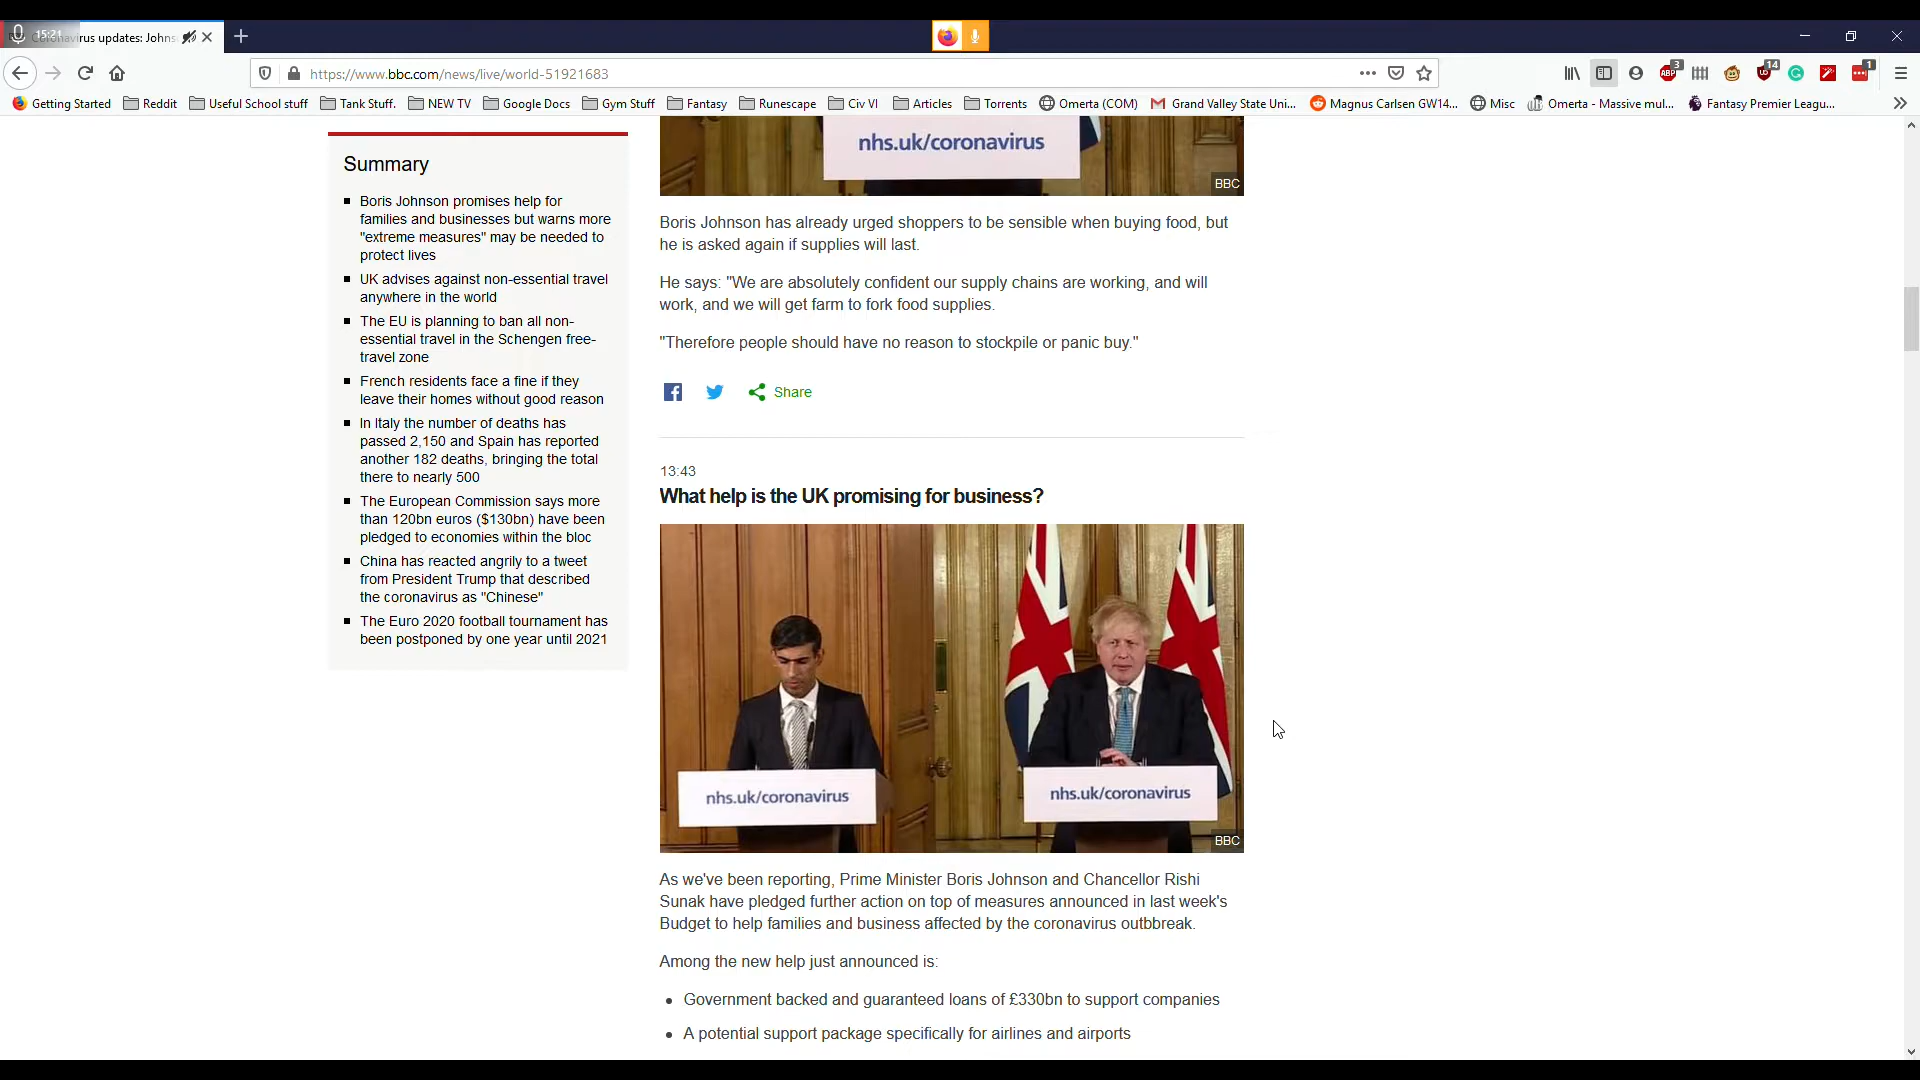 15:21
rus updates: Johns
https://www.bbc.com/news/live/world-51921683
3
14
1
Getting Started
Reddit
Useful School stuff
Tank Stuff.
NEW TV
Google Docs
Gym Stuff
Fantasy
Runescape
Civ VI
Articles
Torrents
Omerta (COM)
Grand Valley State Uni...
Magnus Carlsen GW14...
Misc
Omerta - Massive mul...
Fantasy Premier Leagu...
Summary
Boris Johnson promises help for
families and businesses but warns more
"extreme measures" may be needed to
protect lives
UK advises against non-essential travel
anywhere in the world
The EU is planning to ban all non-
essential travel in the Schengen free-
travel zone
French residents face a fine if they
leave their homes without good reason
In Italy the number of deaths has
passed 2,150 and Spain has reported
another 182 deaths, bringing the total
there to nearly 500
The European Commission says more
than 120bn euros ($130bn) have been
pledged to economies within the bloc
China has reacted angrily to a tweet
from President Trump that described
the coronavirus as "Chinese"
The Euro 2020 football tournament has
been postponed by one year until 2021
nhs.uk/coronavirus
BBC
Boris Johnson has already urged shoppers to be sensible when buying food, but
he is asked again if supplies will last.
He says: "We are absolutely confident our supply chains are working, and will
work, and we will get farm to fork food supplies.
"Therefore people should have no reason to stockpile or panic buy."
Share
13:43
What help is the UK promising for business?
nhs.uk/coronavirus
nhs.uk/coronavirus
BBC
As we've been reporting, Prime Minister Boris Johnson and Chancellor Rishi
Sunak have pledged further action on top of measures announced in last week's
Budget to help families and business affected by the coronavirus outbbreak.
Among the new help just announced is:
Government backed and guaranteed loans of £330bn to support companies
A potential support package specifically for airlines and airports